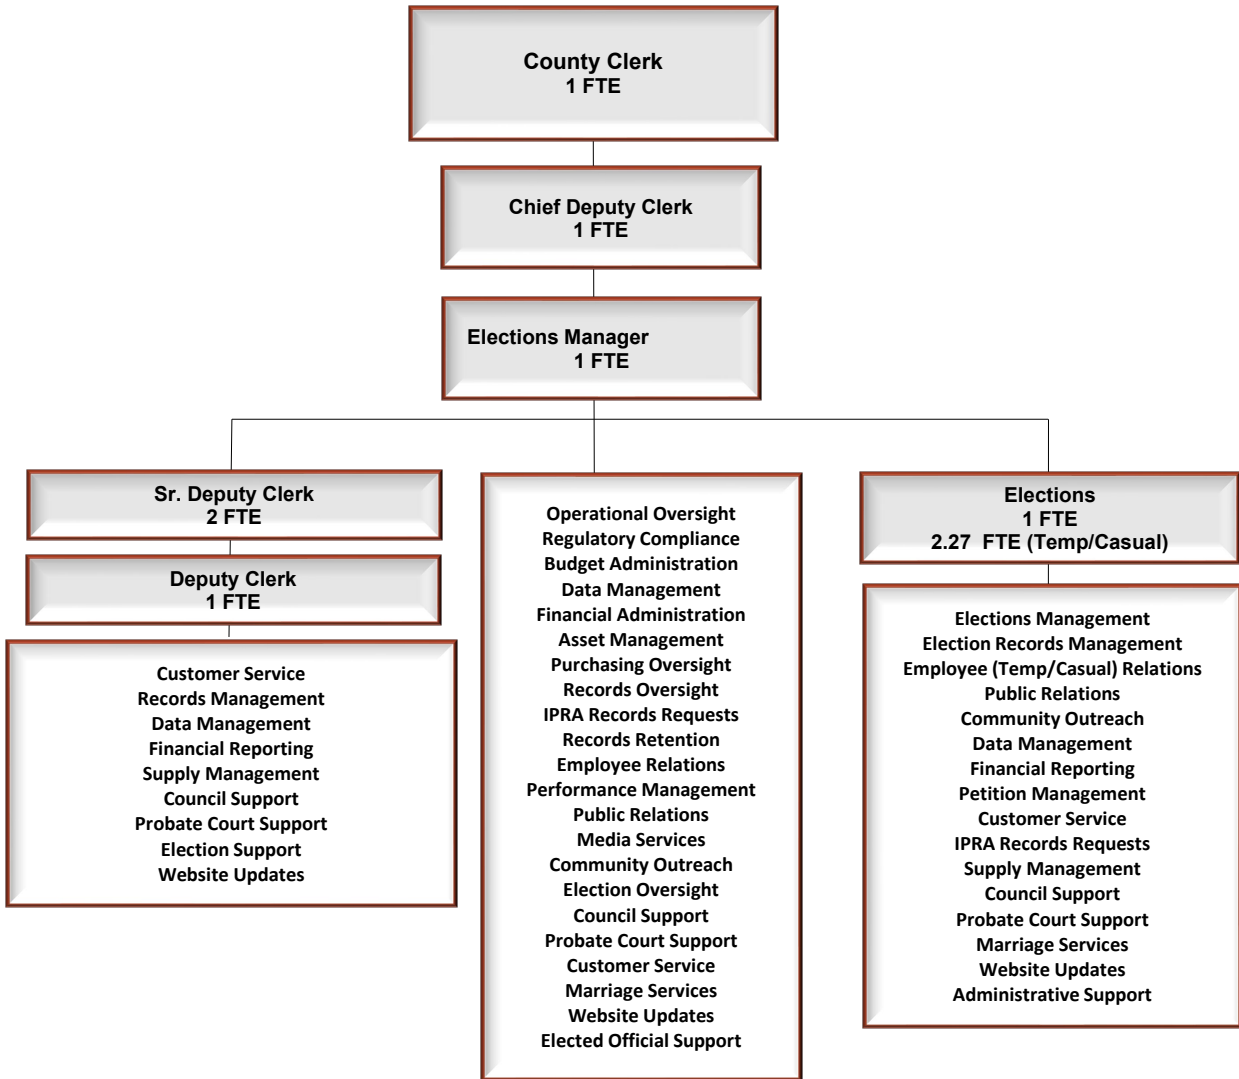 County Clerk
1 FTE
Chief Deputy Clerk
1 FTE
Elections Manager
1 FTE
Sr. Deputy Clerk
2 FTE
Deputy Clerk
1 FTE
Customer Service
Records Management
Data Management
Financial Reporting
Supply Management
Council Support
Probate Court Support
Election Support
Website Updates
Operational Oversight
Regulatory Compliance
Budget Administration
Data Management
Financial Administration
Asset Management
Purchasing Oversight
Records Oversight
IPRA Records Requests
Records Retention
Employee Relations
Performance Management
Public Relations
Media Services
Community Outreach
Election Oversight
Council Support
Probate Court Support
Customer Service
Marriage Services
Website Updates
Elected Official Support
Elections
1 FTE
2.27 FTE (Temp/Casual)
Elections Management
Election Records Management
Employee (Temp/Casual) Relations
Public Relations
Community Outreach
Data Management
Financial Reporting
Petition Management
Customer Service
IPRA Records Requests
Supply Management
Council Support
Probate Court Support
Marriage Services
Website Updates
Administrative Support